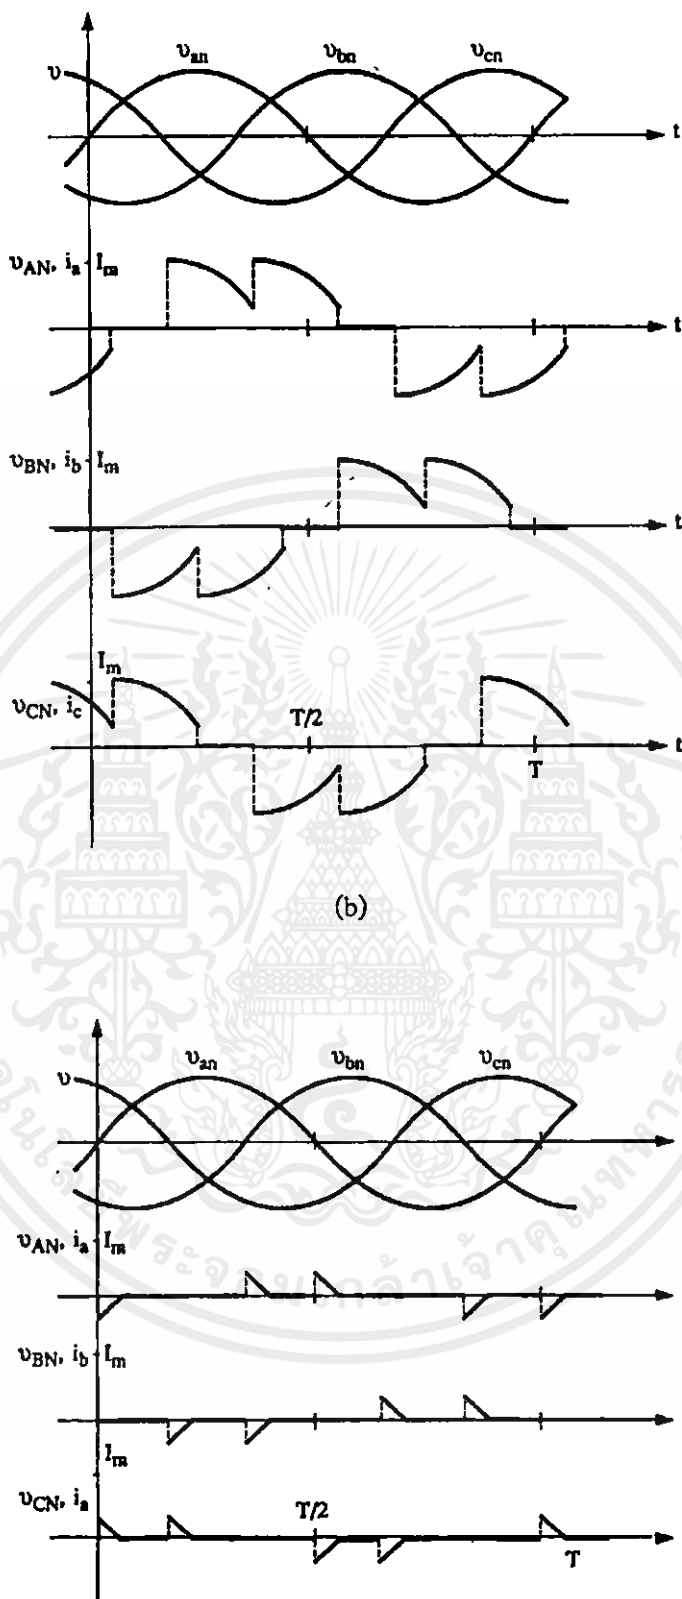 υ υan υbn υcn
t
υAN, ia Im
t
υBN, ib Im
t
Im
υCN, ic T/2
t
T
(b)
υ υan υbn υcn
υAN, ia Im
υBN, ib Im
Im
υCN, ia T/2
T